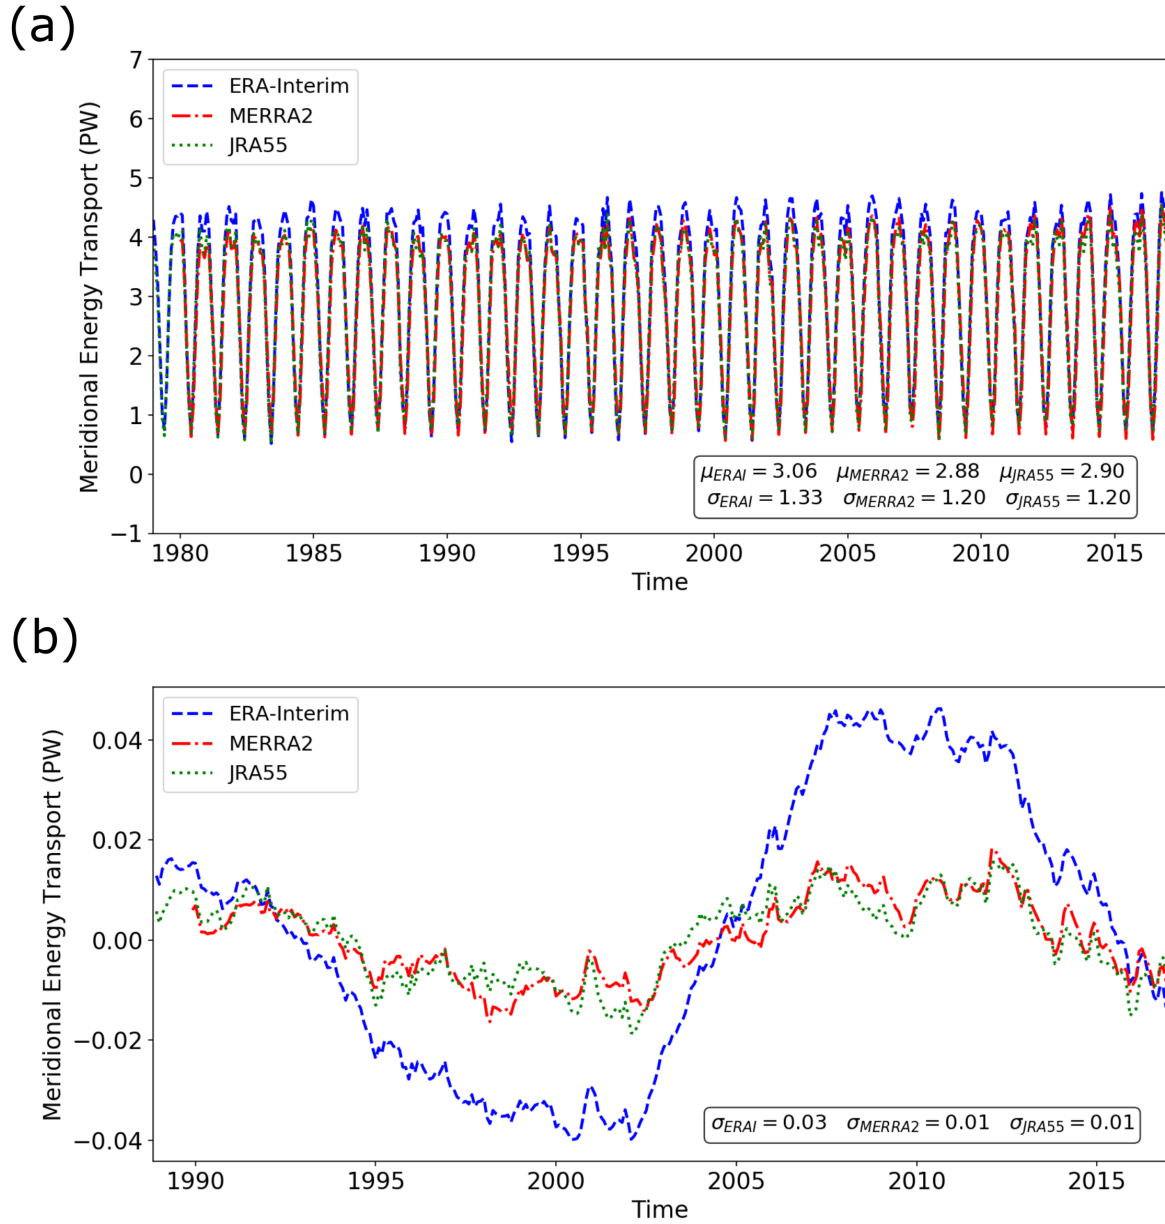 (a)
7
6
5
4
3
2
1
0
−1
Meridional Energy Transport (PW)
ERA-Interim
MERRA2
JRA55
μERAI = 3.06 μMERRA2 = 2.88 μJRA55 = 2.90
σERAI = 1.33 σMERRA2 = 1.20 σJRA55 = 1.20
1980 1985 1990 1995 2000 2005 2010 2015
Time
(b)
0.04
0.02
0.00
−0.02
−0.04
Meridional Energy Transport (PW)
ERA-Interim
MERRA2
JRA55
σERAI = 0.03 σMERRA2 = 0.01 σJRA55 = 0.01
1990 1995 2000 2005 2010 2015
Time